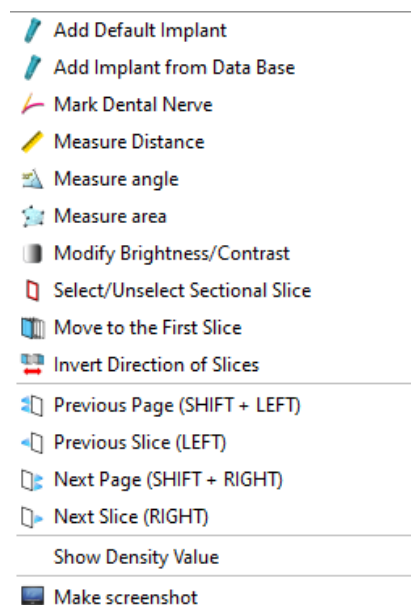 Add Default Implant
Add Implant from Data Base
Mark Dental Nerve
Measure Distance
Measure angle
Measure area
Modify Brightness/Contrast
Select/Unselect Sectional Slice
Move to the First Slice
Invert Direction of Slices
Previous Page (SHIFT + LEFT)
Previous Slice (LEFT)
Next Page (SHIFT + RIGHT)
Next Slice (RIGHT)
Show Density Value
Make screenshot